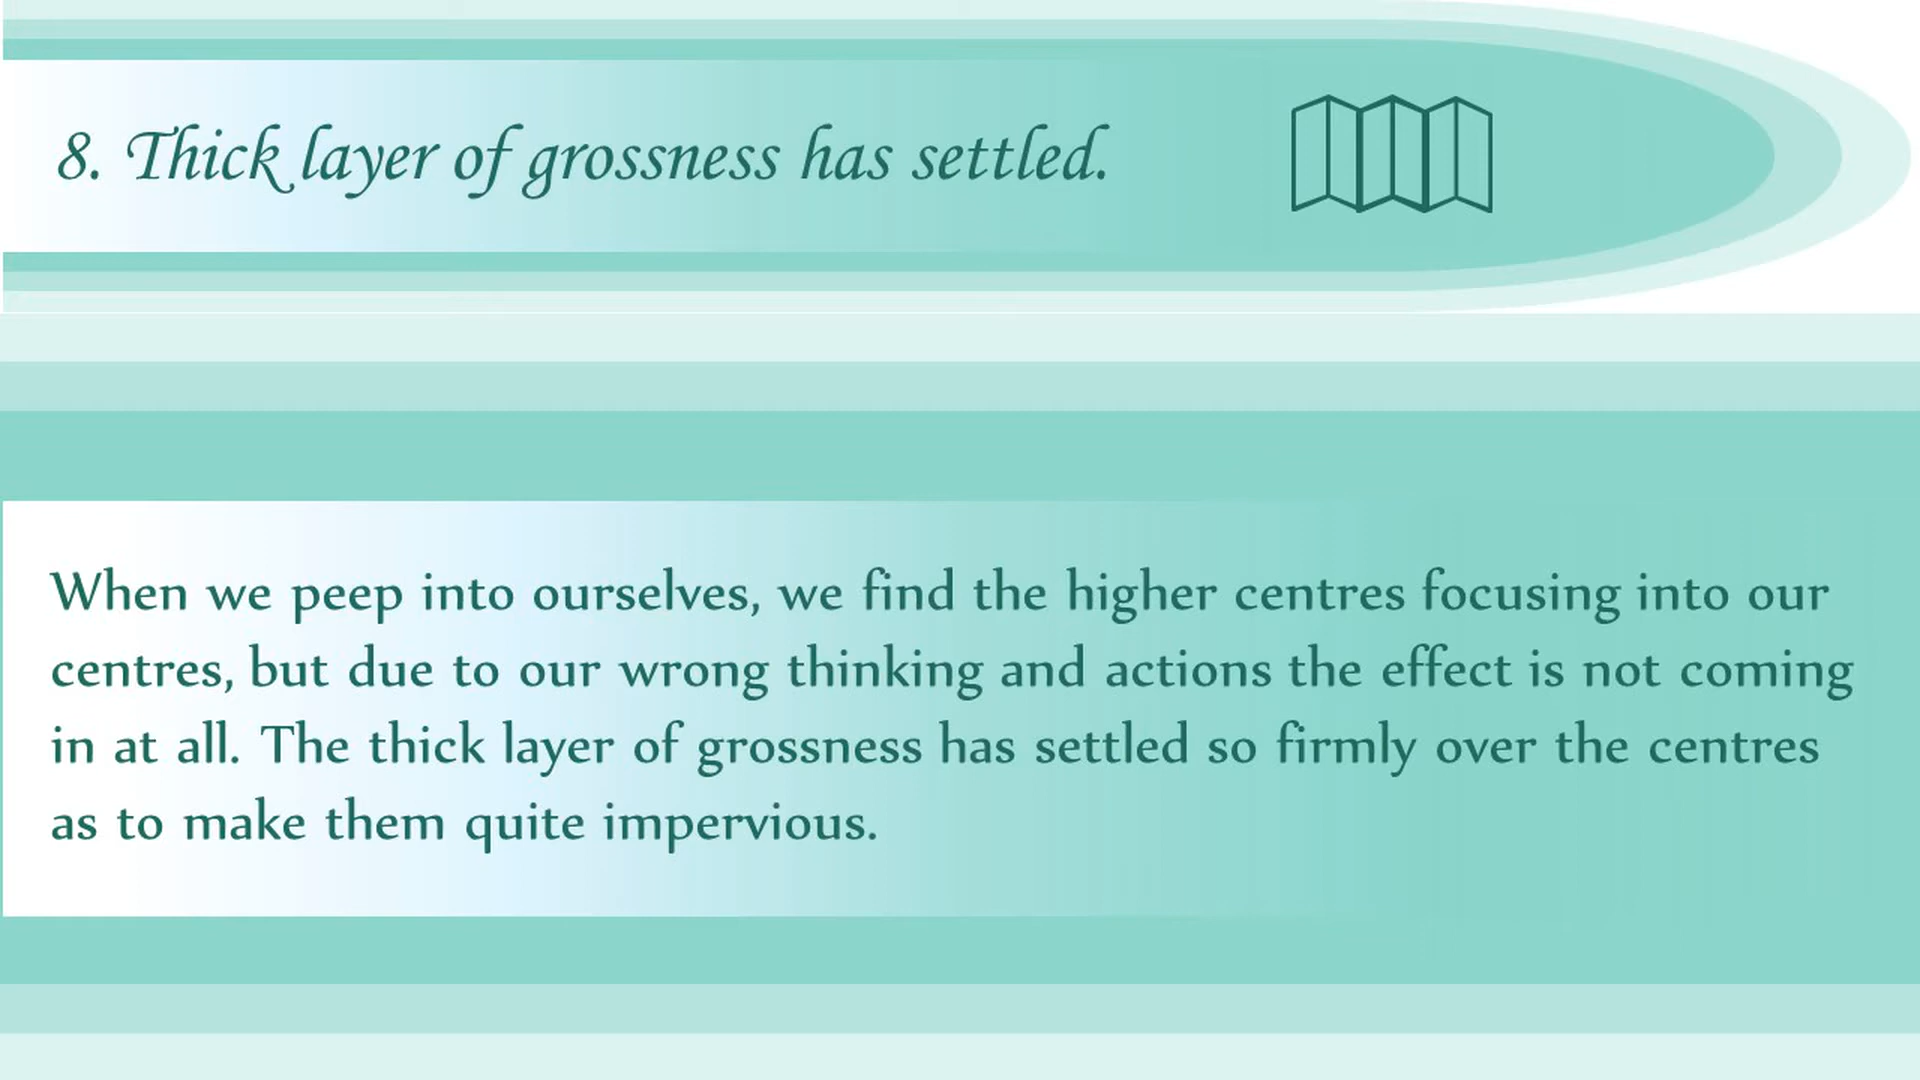 8. Thick layer of grossness has settled.
When we peep into ourselves, we find the higher centres focusing into our
centres, but due to our wrong thinking and actions the effect is not coming
in at all. The thick layer of grossness has settled so firmly over the centres
as to make them quite impervious.